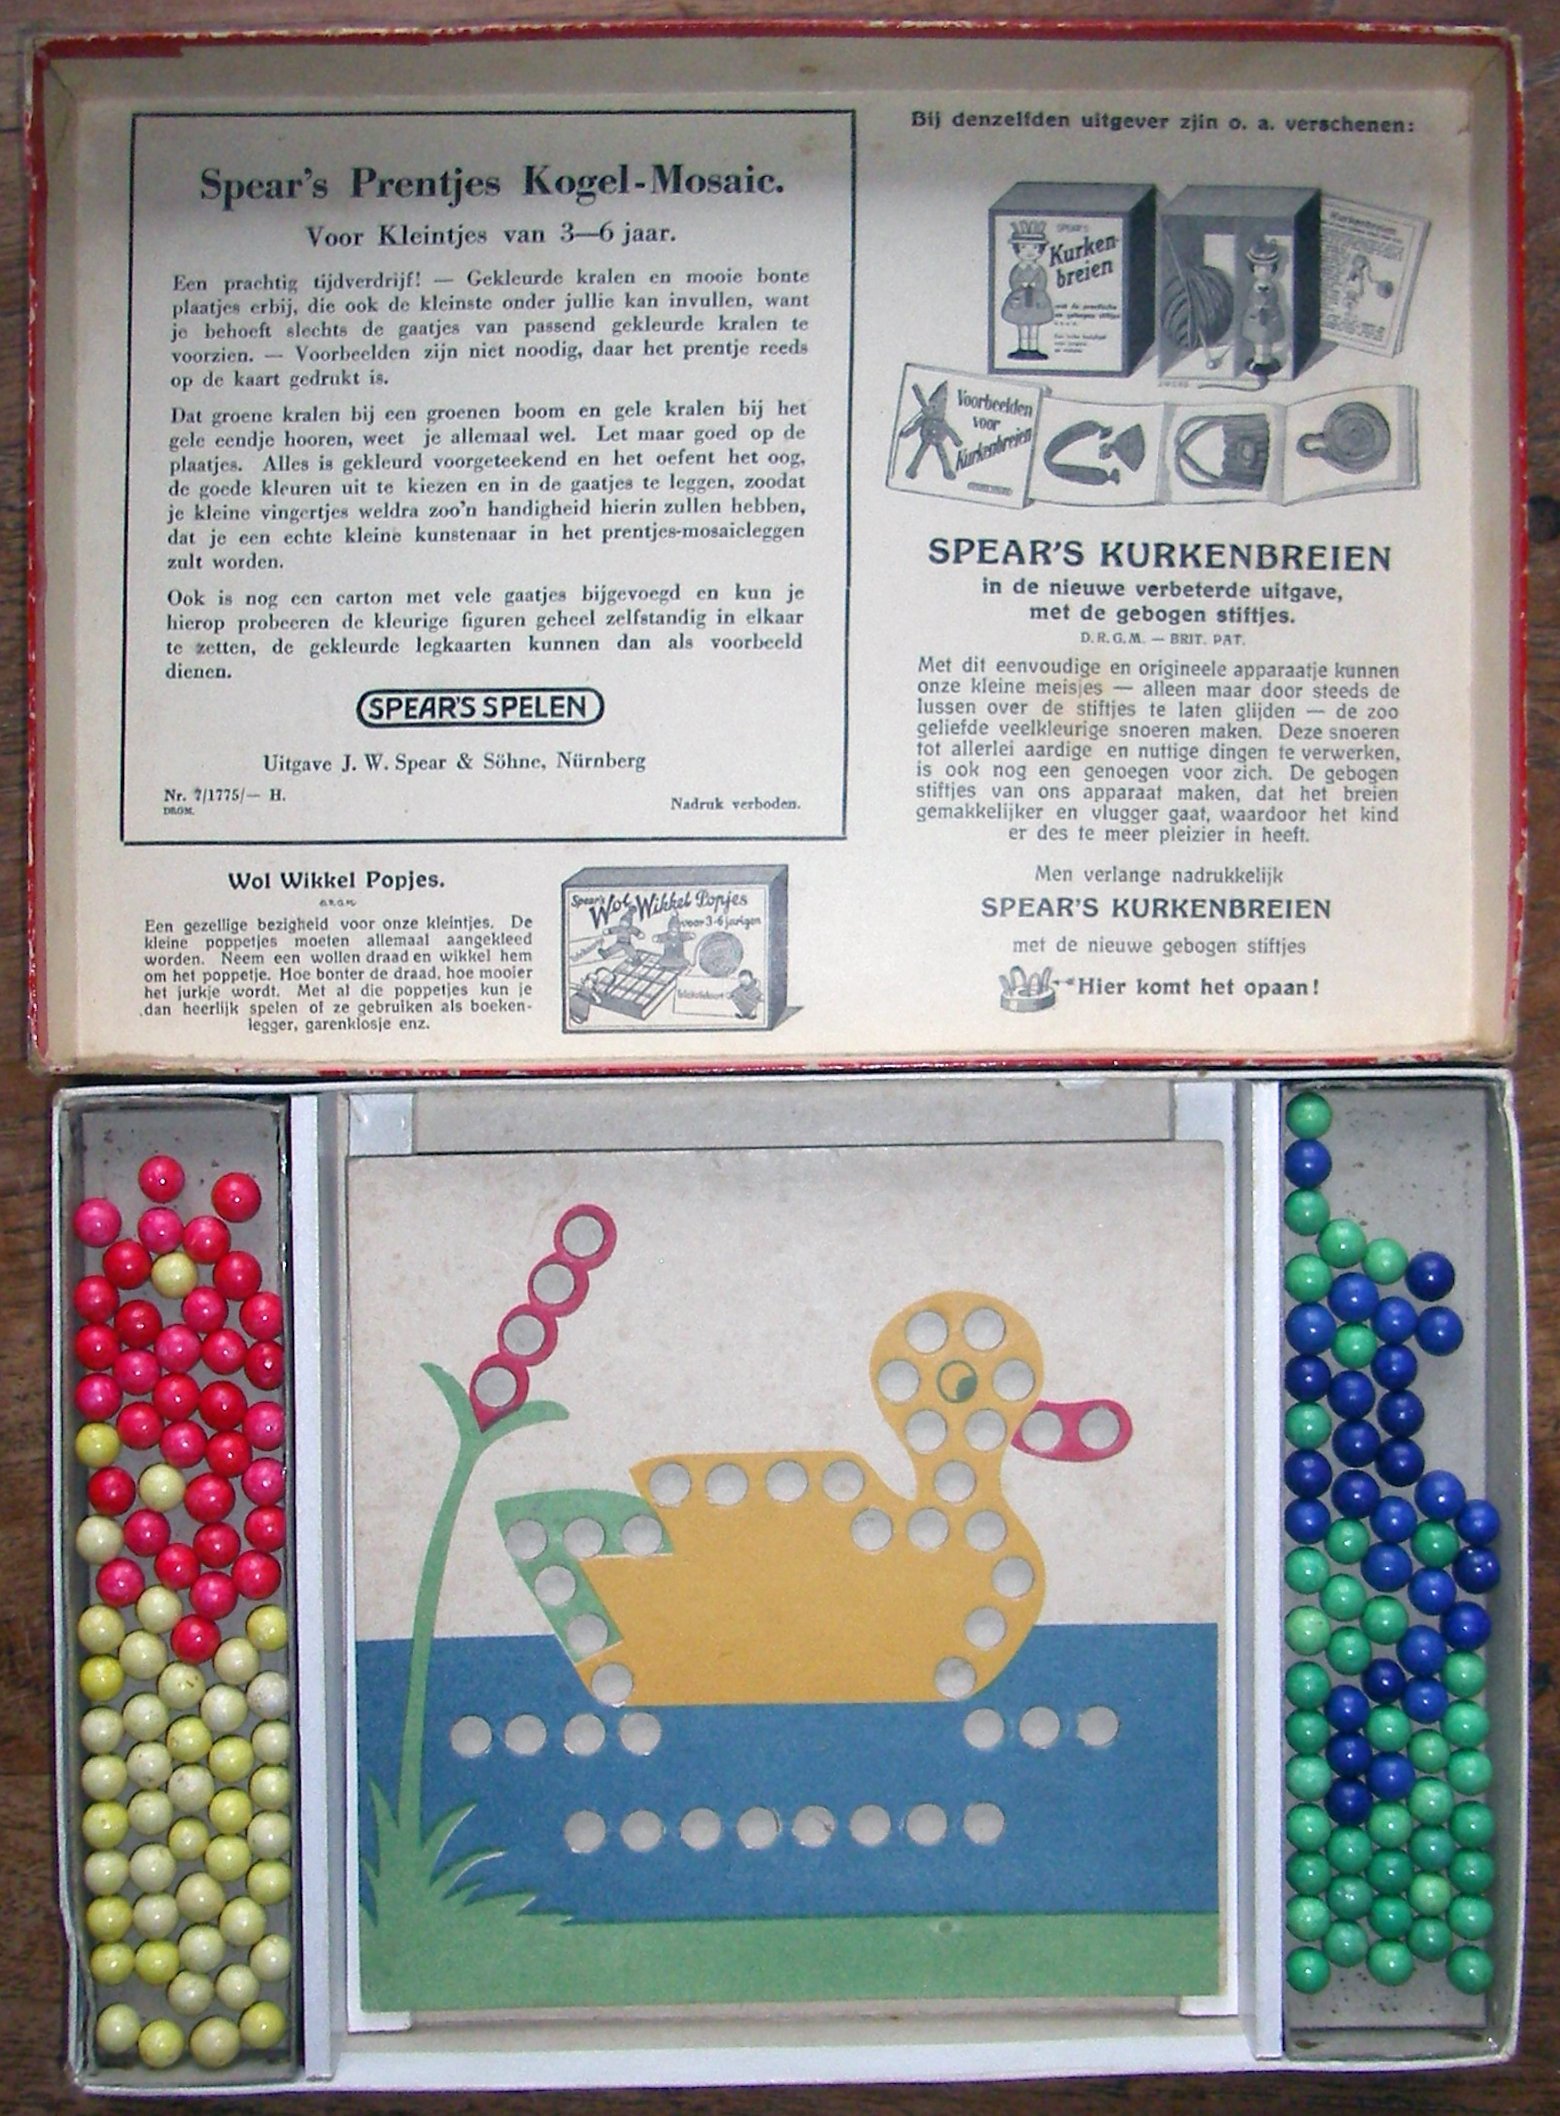 Spear's Prentjes Kogel-Mosaic.
Voor Kleintjes van 3—6 jaar.
Een prachtig tijdverdrijf! — Gekleurde kralen en mooie bonte
plaatjes erbij, die ook de kleinste onder jullie kan invullen, want
je behoeft slechts de gaatjes van passend gekleurde kralen te
voorzien. — Voorbeelden zijn niet noodig, daar het prentje reeds
op de kaart gedrukt is.
Dat groene kralen bij een groenen boom en gele kralen bij het
gele eendje hooren, weet je allemaal wel. Let maar goed op de
plaatjes. Alles is gekleurd voorgeteekend en het oefent het oog,
de goede kleuren uit te kiezen en in de gaatjes te leggen, zoodat
je kleine vingertjes weldra zoo'n handigheid hierin zullen hebben,
dat je een echte kleine kunstenaar in het prentjes-mosaicleggen
zult worden.
Ook is nog een carton met vele gaatjes bijgevoegd en kun je
hierop probeeren de kleurige figuren geheel zelfstandig in elkaar
te zetten, de gekleurde legkaarten kunnen dan als voorbeeld
dienen.
SPEAR'S SPELEN
Uitgave J. W. Spear & Söhne, Nürnberg
Nr. 7/1775/— H.
DRGM.
Nadruk verboden.
Wol Wikkel Popjes.
D.R.G.M.
Een gezellige bezigheid voor onze kleintjes. De
kleine poppetjes moeten allemaal aangekleed
worden. Neem een wollen draad en wikkel hem
om het poppetje. Hoe bonter de draad, hoe mooier
het jurkje wordt. Met al die poppetjes kun je
dan heerlijk spelen of ze gebruiken als boeken-
legger, garenklosje enz.
Spear's
Wol Wikkel Popjes
voor 3-6 jarigen
Bij denzelfden uitgever zjin o. a. verschenen:
SPEAR'S
Kurken-
breien
Kurkenbreien
Voorbeelden
voor
Kurkenbreien
SPEAR'S KURKENBREIEN
in de nieuwe verbeterde uitgave,
met de gebogen stiftjes.
D. R. G. M. — BRIT. PAT.
Met dit eenvoudige en origineele apparaatje kunnen
onze kleine meisjes — alleen maar door steeds de
lussen over de stiftjes te laten glijden — de zoo
geliefde veelkleurige snoeren maken. Deze snoeren
tot allerlei aardige en nuttige dingen te verwerken,
is ook nog een genoegen voor zich. De gebogen
stiftjes van ons apparaat maken, dat het breien
gemakkelijker en vlugger gaat, waardoor het kind
er des te meer pleizier in heeft.
Men verlange nadrukkelijk
SPEAR'S KURKENBREIEN
met de nieuwe gebogen stiftjes
Hier komt het opaan!